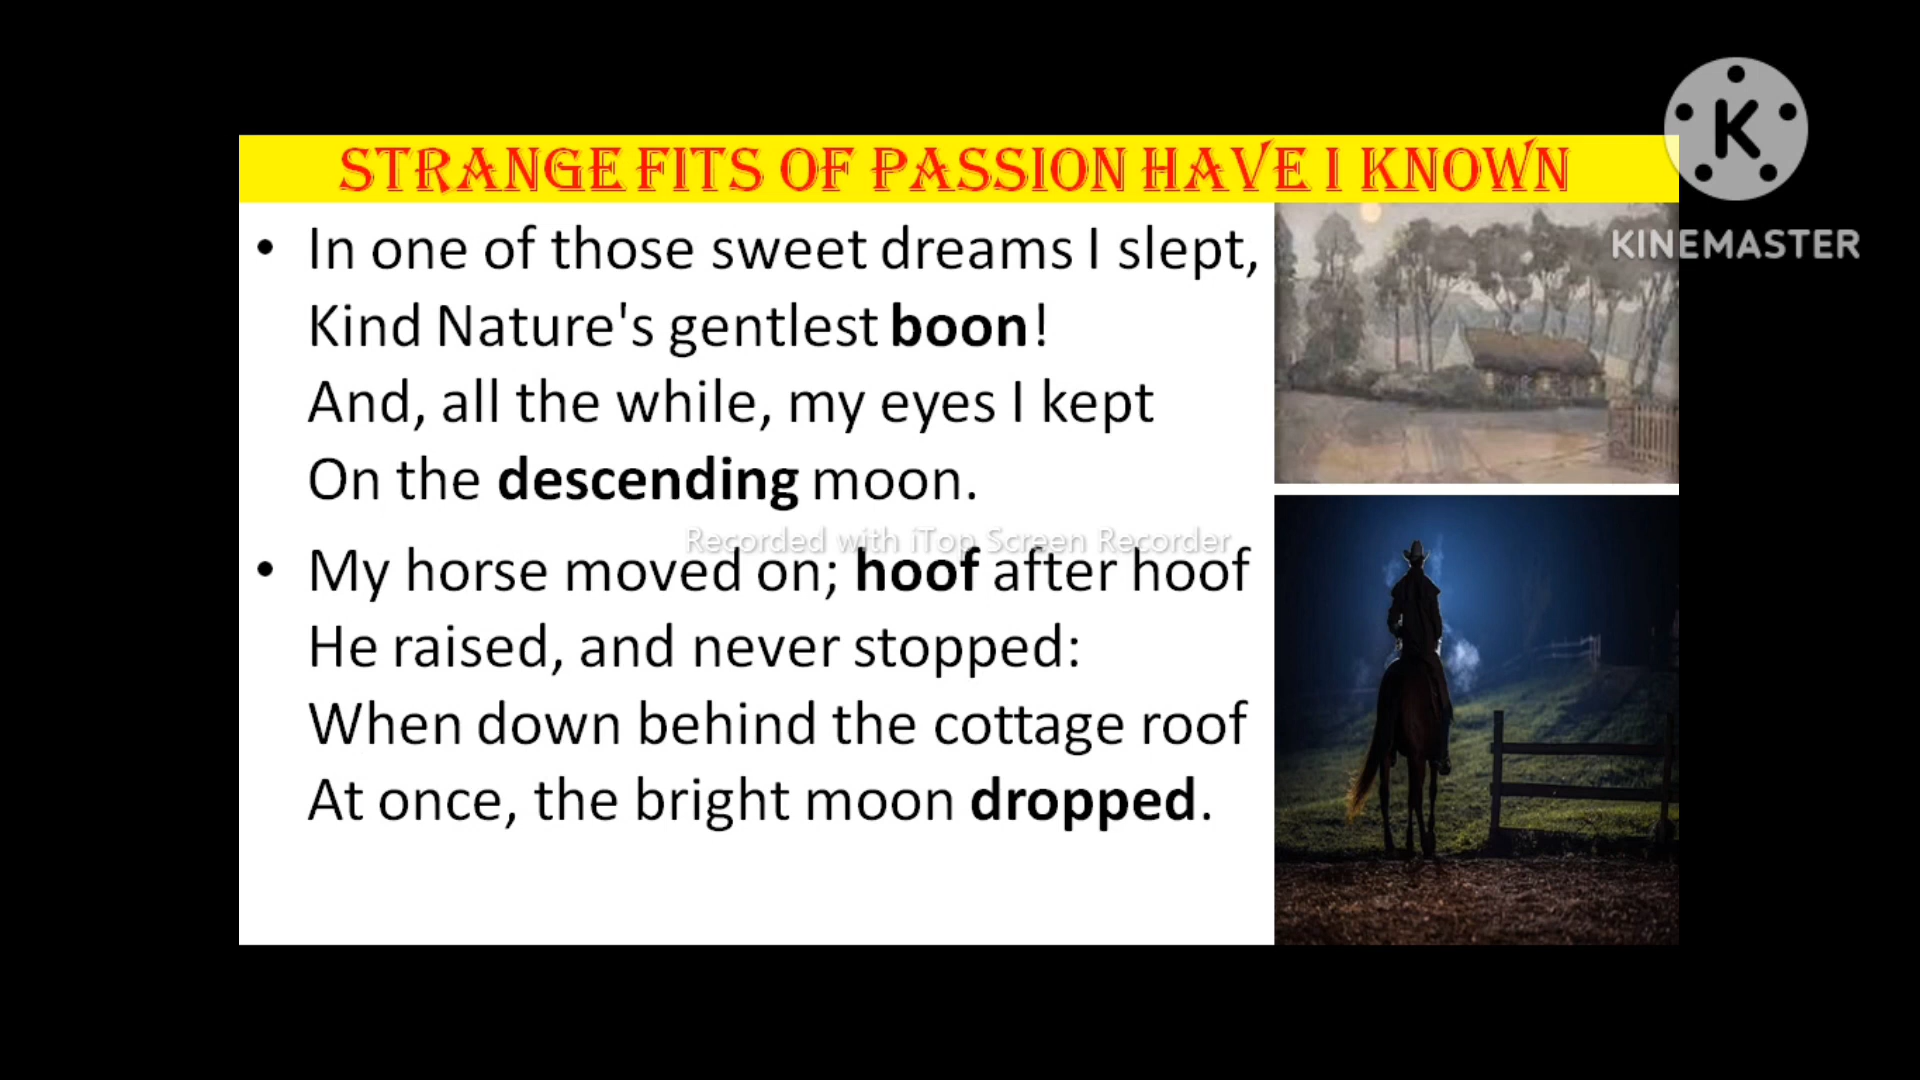 K
KINEMASTER
STRANGE FITS OF PASSION HAVE I KNOWN
• In one of those sweet dreams I slept,
Kind Nature's gentlest boon!
And, all the while, my eyes I kept
On the descending moon.
Recorded with iTop Screen Recorder
• My horse moved on; hoof after hoof
He raised, and never stopped:
When down behind the cottage roof
At once, the bright moon dropped.